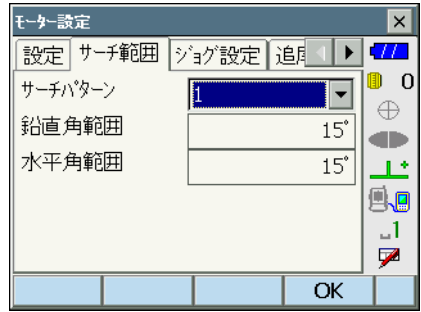 ﾓｰﾀｰ設定
設定 サーチ範囲 ｼﾞｮｸﾞ設定 追尾
サーチﾊﾟﾀｰﾝ 1 0
鉛直角範囲 15°
水平角範囲 15°
1
OK